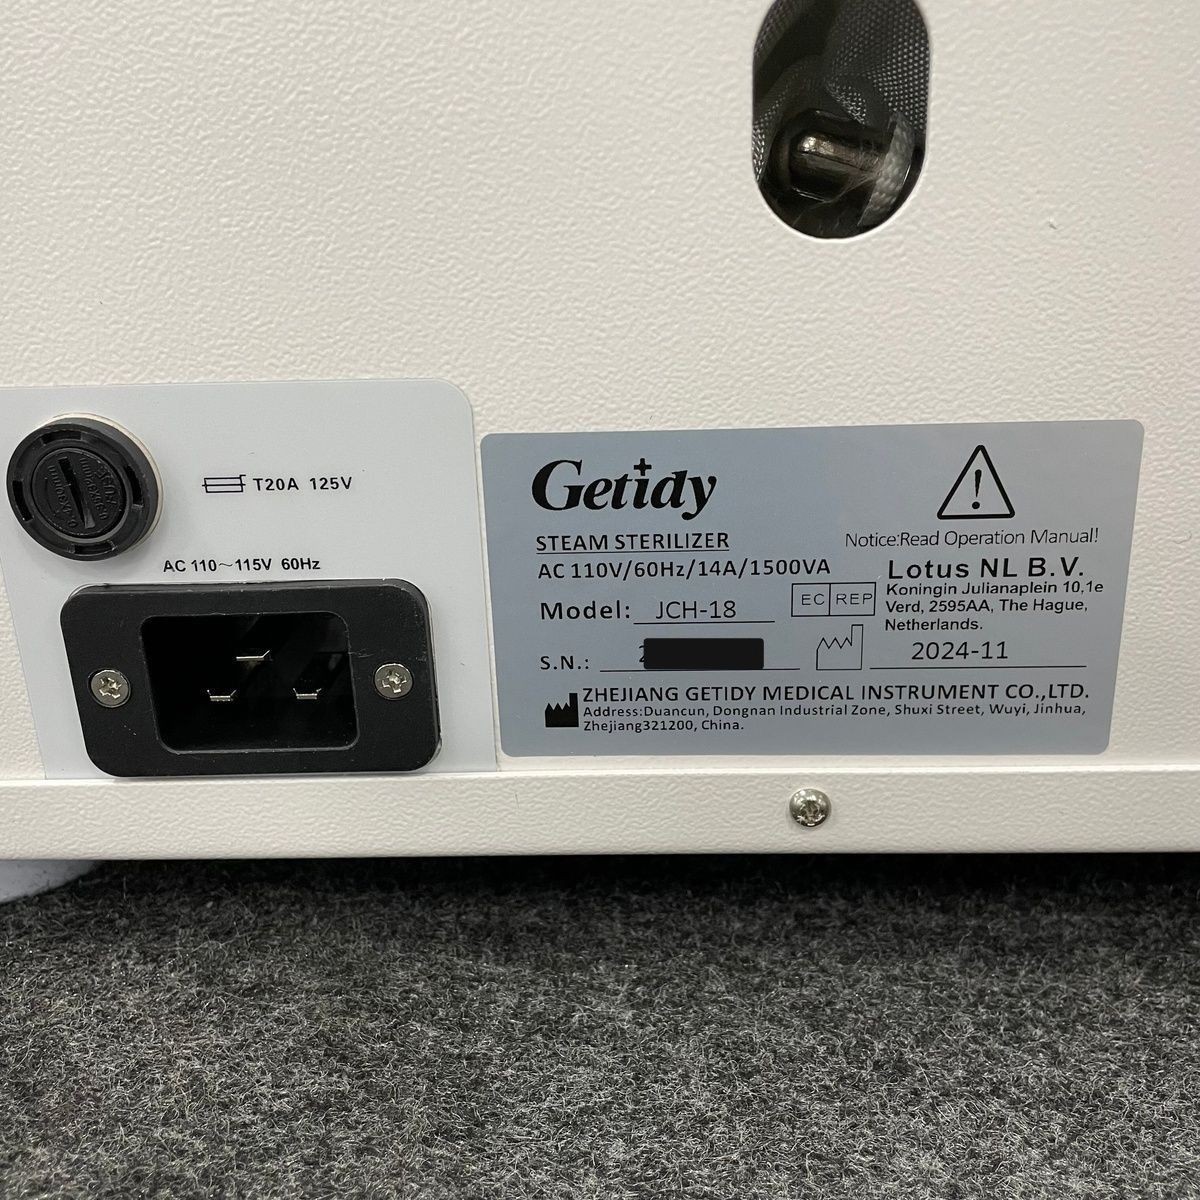 T20A 125V
AC 110~115V 60Hz
Getidy
STEAM STERILIZER
AC 110V/60Hz/14A/1500VA
Model: JCH-18
S.N.:
Notice:Read Operation Manual!
EC REP
Lotus NL B.V.
Koningin Julianaplein 10,1e
Verd, 2595AA, The Hague,
Netherlands.
2024-11
ZHEJIANG GETIDY MEDICAL INSTRUMENT CO.,LTD.
Address:Duancun, Dongnan Industrial Zone, Shuxi Street, Wuyi, Jinhua,
Zhejiang321200, China.